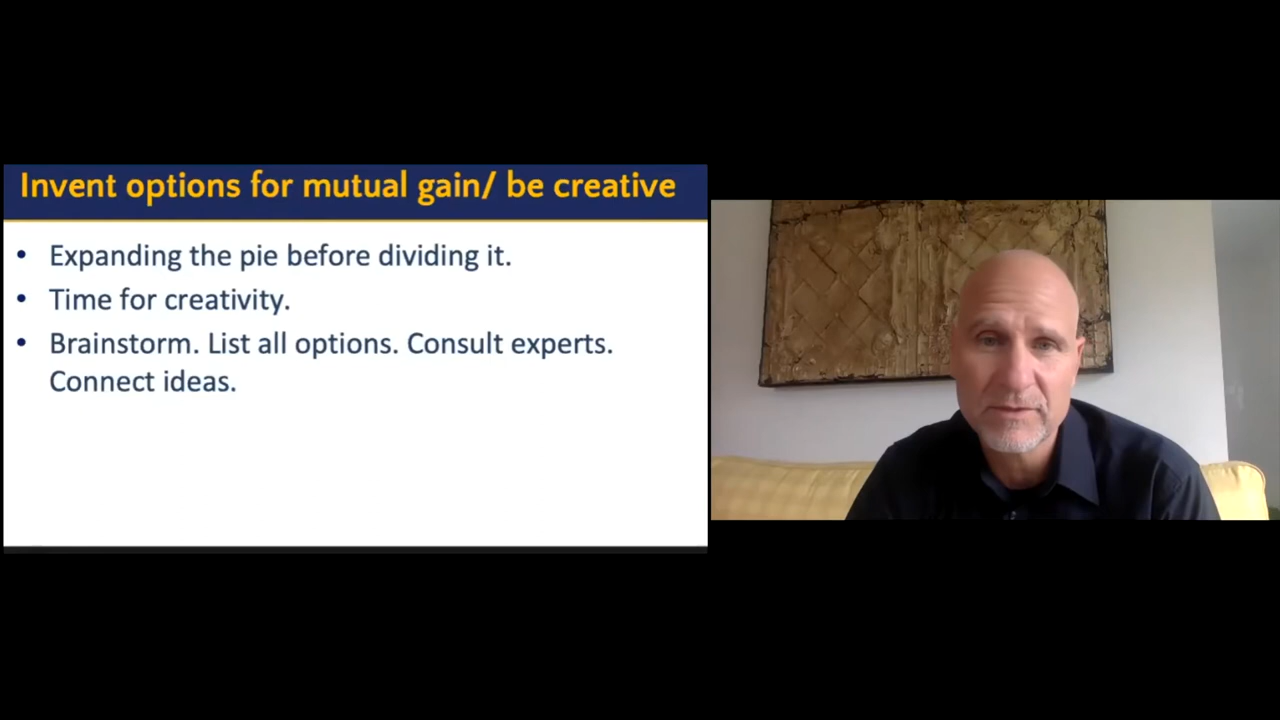 Invent options for mutual gain/ be creative
• Expanding the pie before dividing it.
• Time for creativity.
• Brainstorm. List all options. Consult experts.
Connect ideas.